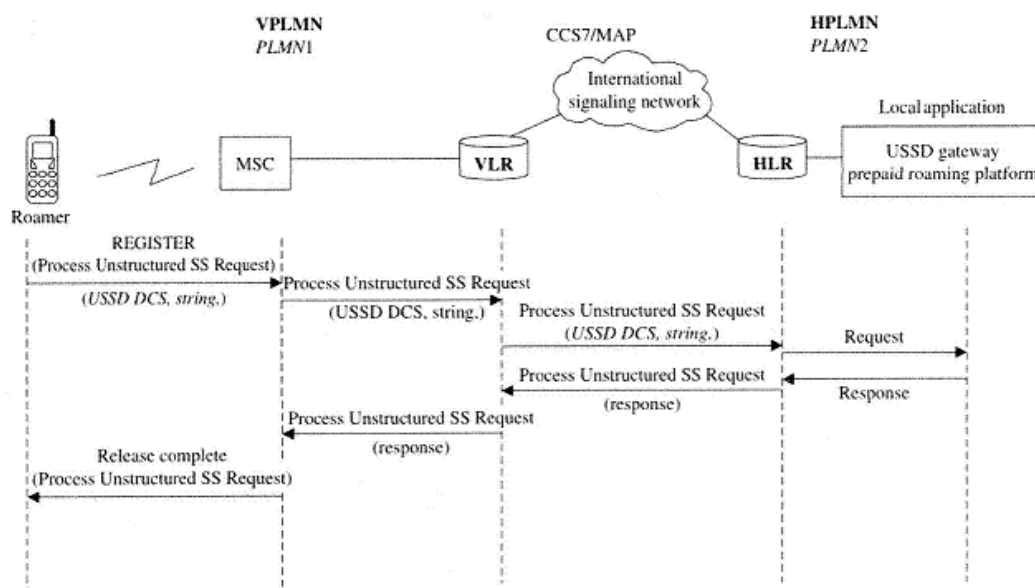 VPLMN
PLMN1
HPLMN
PLMN2
CCS7/MAP
International
signaling network
Local application
MSC
VLR
HLR
USSD gateway
prepaid roaming platform
Roamer
REGISTER
(Process Unstructured SS Request)
(USSD DCS, string.)
Process Unstructured SS Request
(USSD DCS, string.)
Process Unstructured SS Request
(USSD DCS, string.)
Request
Process Unstructured SS Request
(response)
Response
Process Unstructured SS Request
(response)
Release complete
(Process Unstructured SS Request)